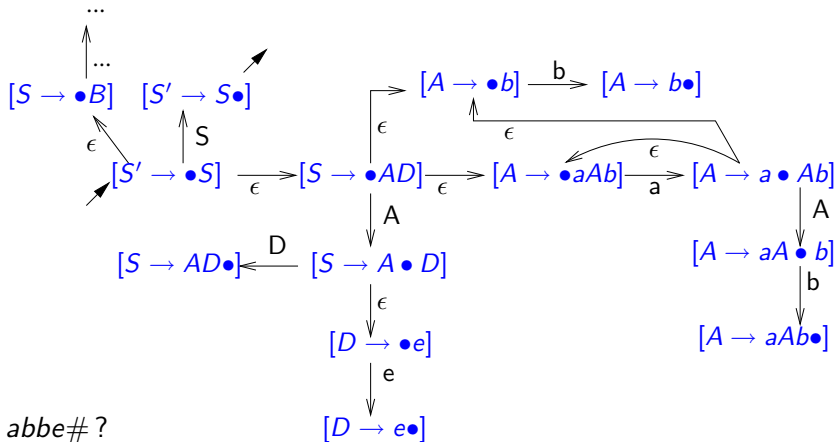 ...
...
[S → •B] [S′ → S•] [A → •b] b [A → b•]
ϵ S ϵ ϵ ϵ
[S′ → •S] ϵ [S → •AD] ϵ [A → •aAb] a [A → a • Ab]
A A
[S → AD•] D [S → A • D] [A → aA • b]
ϵ b
[D → •e] [A → aAb•]
e
abbe# ? [D → e•]